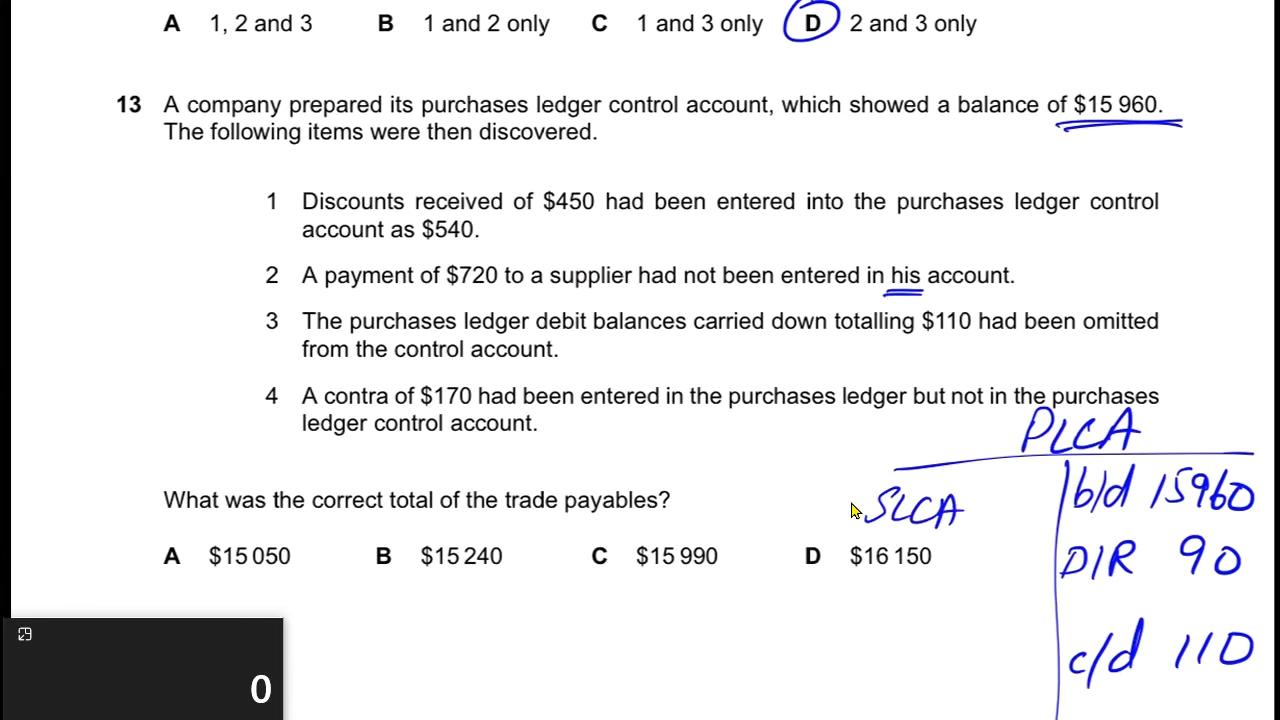 A 1, 2 and 3 B 1 and 2 only C 1 and 3 only D 2 and 3 only
13 A company prepared its purchases ledger control account, which showed a balance of $15 960.
The following items were then discovered.
1 Discounts received of $450 had been entered into the purchases ledger control
account as $540.
2 A payment of $720 to a supplier had not been entered in his account.
3 The purchases ledger debit balances carried down totalling $110 had been omitted
from the control account.
4 A contra of $170 had been entered in the purchases ledger but not in the purchases
ledger control account.
PLCA
SLCA b/d 15960
What was the correct total of the trade payables?
A $15 050 B $15 240 C $15 990 D $16 150
D/R 90
c/d 110
0